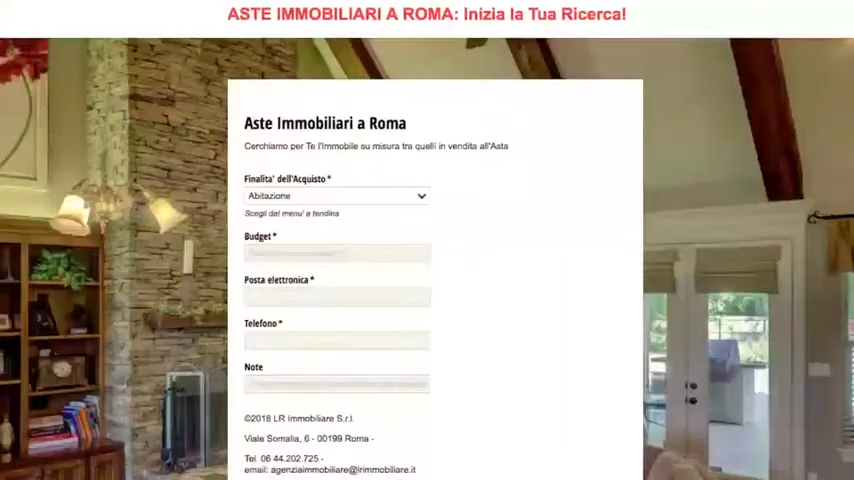 ASTE IMMOBILIARI A ROMA: Inizia la Tua Ricerca!
Aste Immobiliari a Roma
Cerchiamo per Te l'Immobile su misura tra quelli in vendita all'Asta
Finalita' dell'Acquisto *
Abitazione
Scegli dal menu' a tendina
Budget *
Posta elettronica *
Telefono *
Note
©2018 LR Immobiliare S.r.l.
Viale Somalia, 6 - 00199 Roma -
Tel. 06 44.202.725 -
email: agenziaimmobiliare@lrimmobiliare.it